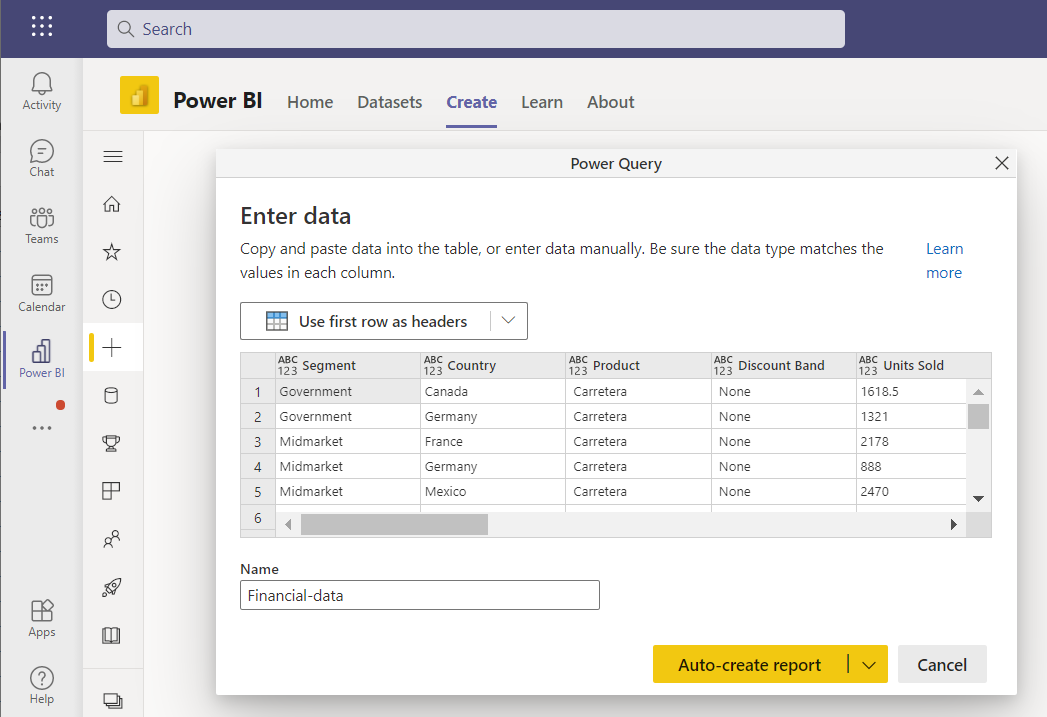 Search
Activity
Chat
Teams
Calendar
Power BI
Apps
Help
Power BI Home Datasets Create Learn About
Power Query
Enter data
Copy and paste data into the table, or enter data manually. Be sure the data type matches the
values in each column.
Learn
more
Use first row as headers
ABC 123 Segment ABC 123 Country ABC 123 Product ABC 123 Discount Band ABC 123 Units Sold
1 Government Canada Carretera None 1618.5
2 Government Germany Carretera None 1321
3 Midmarket France Carretera None 2178
4 Midmarket Germany Carretera None 888
5 Midmarket Mexico Carretera None 2470
6
Name
Financial-data
Auto-create report Cancel